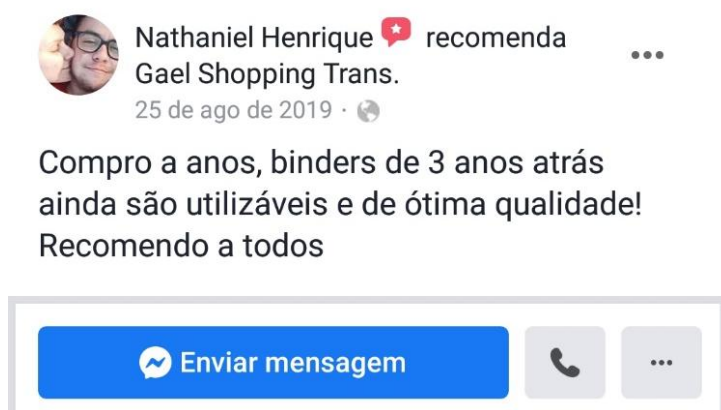 Nathaniel Henrique recomenda
Gael Shopping Trans.
25 de ago de 2019 ·
Compro a anos, binders de 3 anos atrás
ainda são utilizáveis e de ótima qualidade!
Recomendo a todos
Enviar mensagem